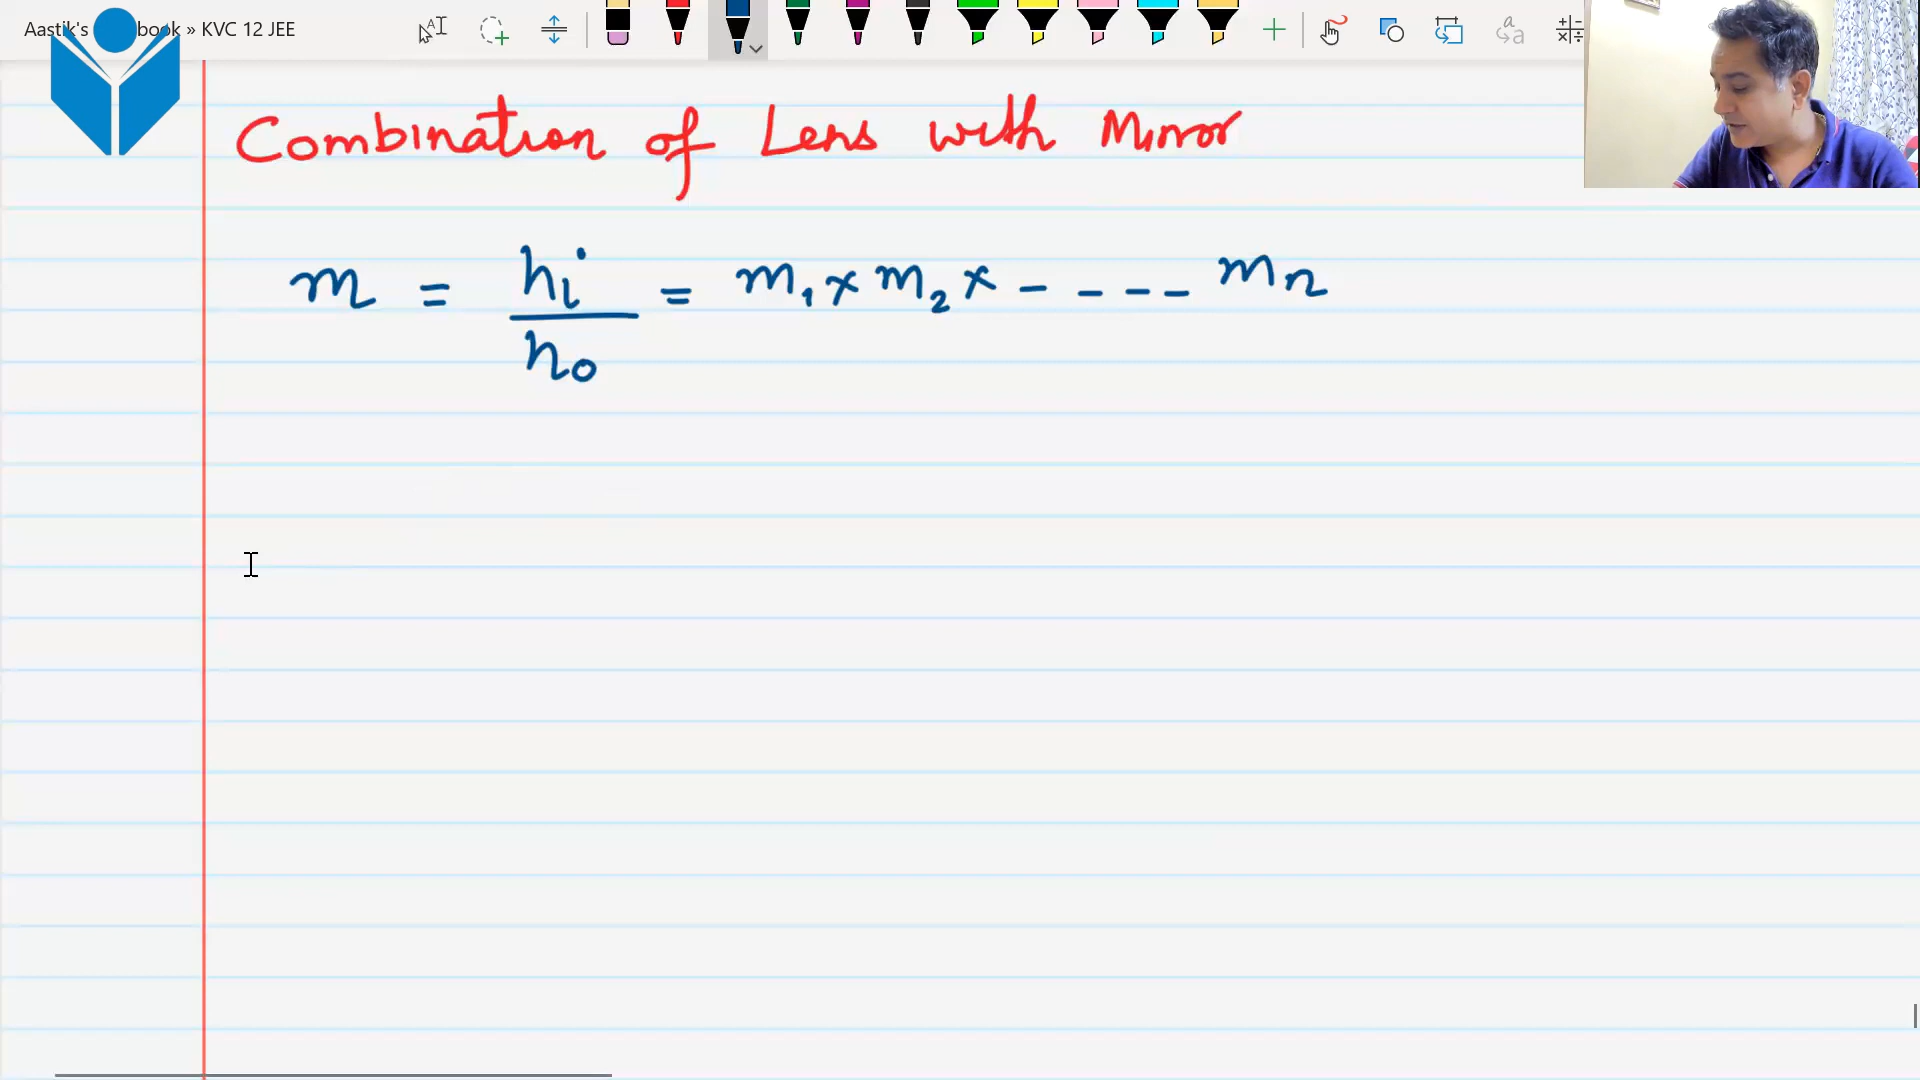 Aastik's book » KVC 12 JEE
Combination of Lens with Mirror
m = hi/ho = m₁ × m₂ × - - - - mn